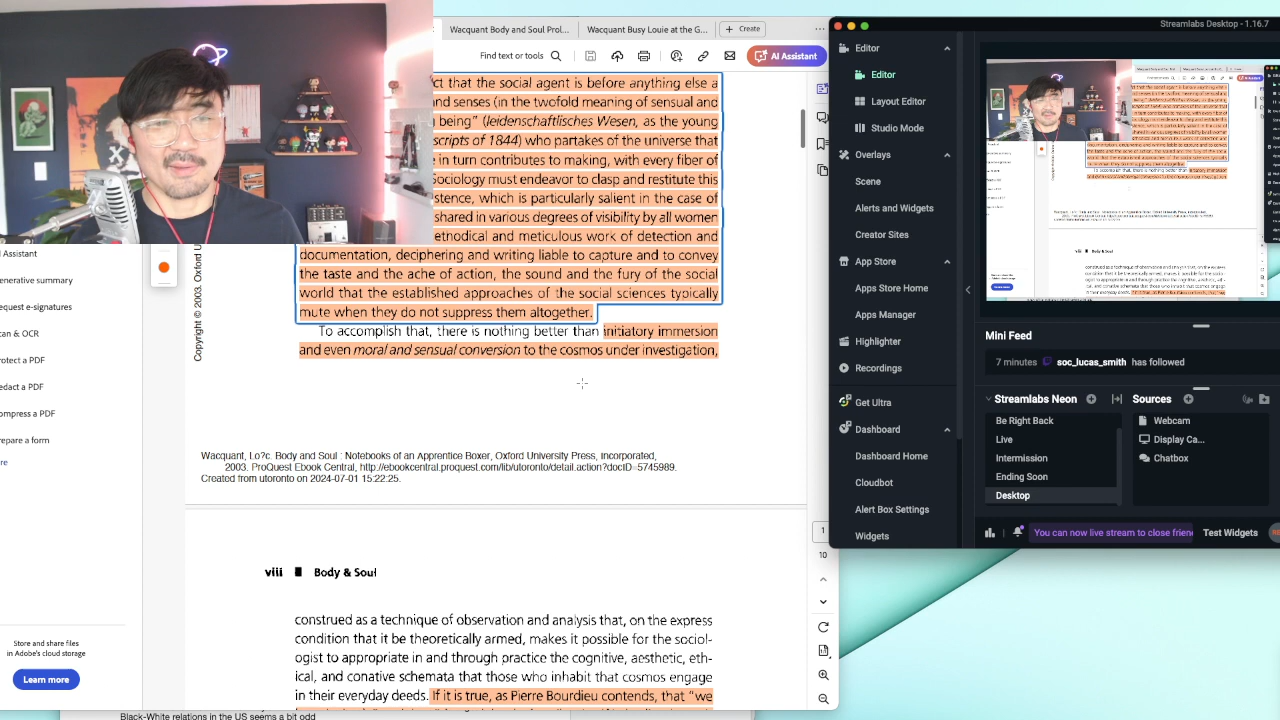 Wacquant Body and Soul Prol...
Wacquant Busy Louie at the G...
Create
Find text or tools
AI Assistant
ct that the social agent is before anything else a
and senses (in the twofold meaning of sensual and
being," (leidenschaftliches Wesen, as the young
1844) who partakes of the universe that
in turn contributes to making, with every fiber of
Sociology must endeavor to clasp and restitute this
stence, which is particularly salient in the case of
shared in various degrees of visibility by all women
ethodical and meticulous work of detection and
documentation, deciphering and writing liable to capture and to convey
the taste and the ache of action, the sound and the fury of the social
world that the established approaches of the social sciences typically
mute when they do not suppress them altogether.
To accomplish that, there is nothing better than initiatory immersion
and even moral and sensual conversion to the cosmos under investigation,
Copyright © 2003. Oxford U
Wacquant, Lo?c. Body and Soul : Notebooks of an Apprentice Boxer, Oxford University Press, Incorporated,
2003. ProQuest Ebook Central, http://ebookcentral.proquest.com/lib/utoronto/detail.action?docID=5745989.
Created from utoronto on 2024-07-01 15:22:25.
viii Body & Soul
construed as a technique of observation and analysis that, on the express
condition that it be theoretically armed, makes it possible for the sociol-
ogist to appropriate in and through practice the cognitive, aesthetic, eth-
ical, and conative schemata that those who inhabit that cosmos engage
in their everyday deeds. If it is true, as Pierre Bourdieu contends, that "we
Black-White relations in the US seems a bit odd
I Assistant
enerative summary
equest e-signatures
can & OCR
rotect a PDF
edact a PDF
ompress a PDF
repare a form
re
Store and share files
in Adobe's cloud storage
Learn more
1
10
Streamlabs Desktop - 1.16.7
Editor
Editor
Layout Editor
Studio Mode
Overlays
Scene
Alerts and Widgets
Creator Sites
App Store
Apps Store Home
Apps Manager
Highlighter
Recordings
Get Ultra
Dashboard
Dashboard Home
Cloudbot
Alert Box Settings
Widgets
Mini Feed
7 minutes soc_lucas_smith has followed
Streamlabs Neon
Be Right Back
Live
Intermission
Ending Soon
Desktop
Sources
Webcam
Display Ca...
Chatbox
You can now live stream to close frien
Test Widgets